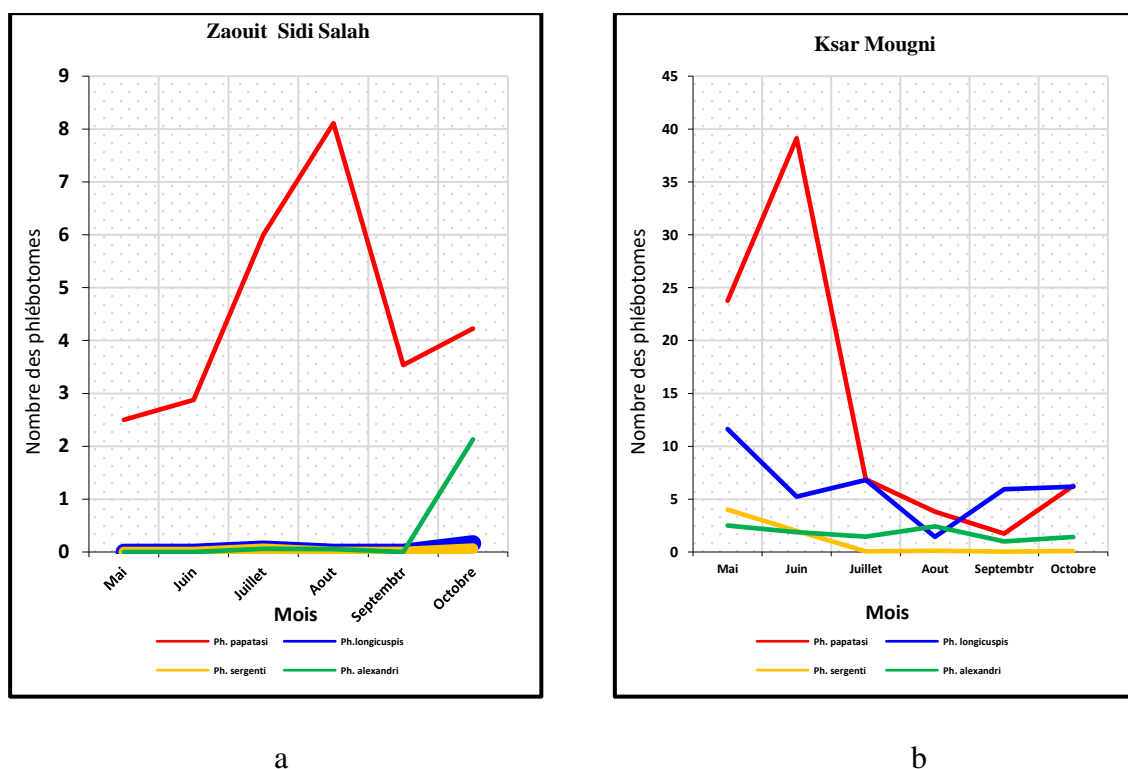 Zaouit Sidi Salah
9
8
7
6
5
4
3
2
1
0
Nombre des phlébotomes
Mai
Juin
Juillet
Aout
Septembtr
Octobre
Mois
Ph. papatasi
Ph.longicuspis
Ph. sergenti
Ph. alexandri
a
Ksar Mougni
45
40
35
30
25
20
15
10
5
0
Nombre des phlébotomes
Mai
Juin
Juillet
Aout
Septembtr
Octobre
Mois
Ph. papatasi
Ph. longicuspis
Ph. sergenti
Ph. alexandri
b